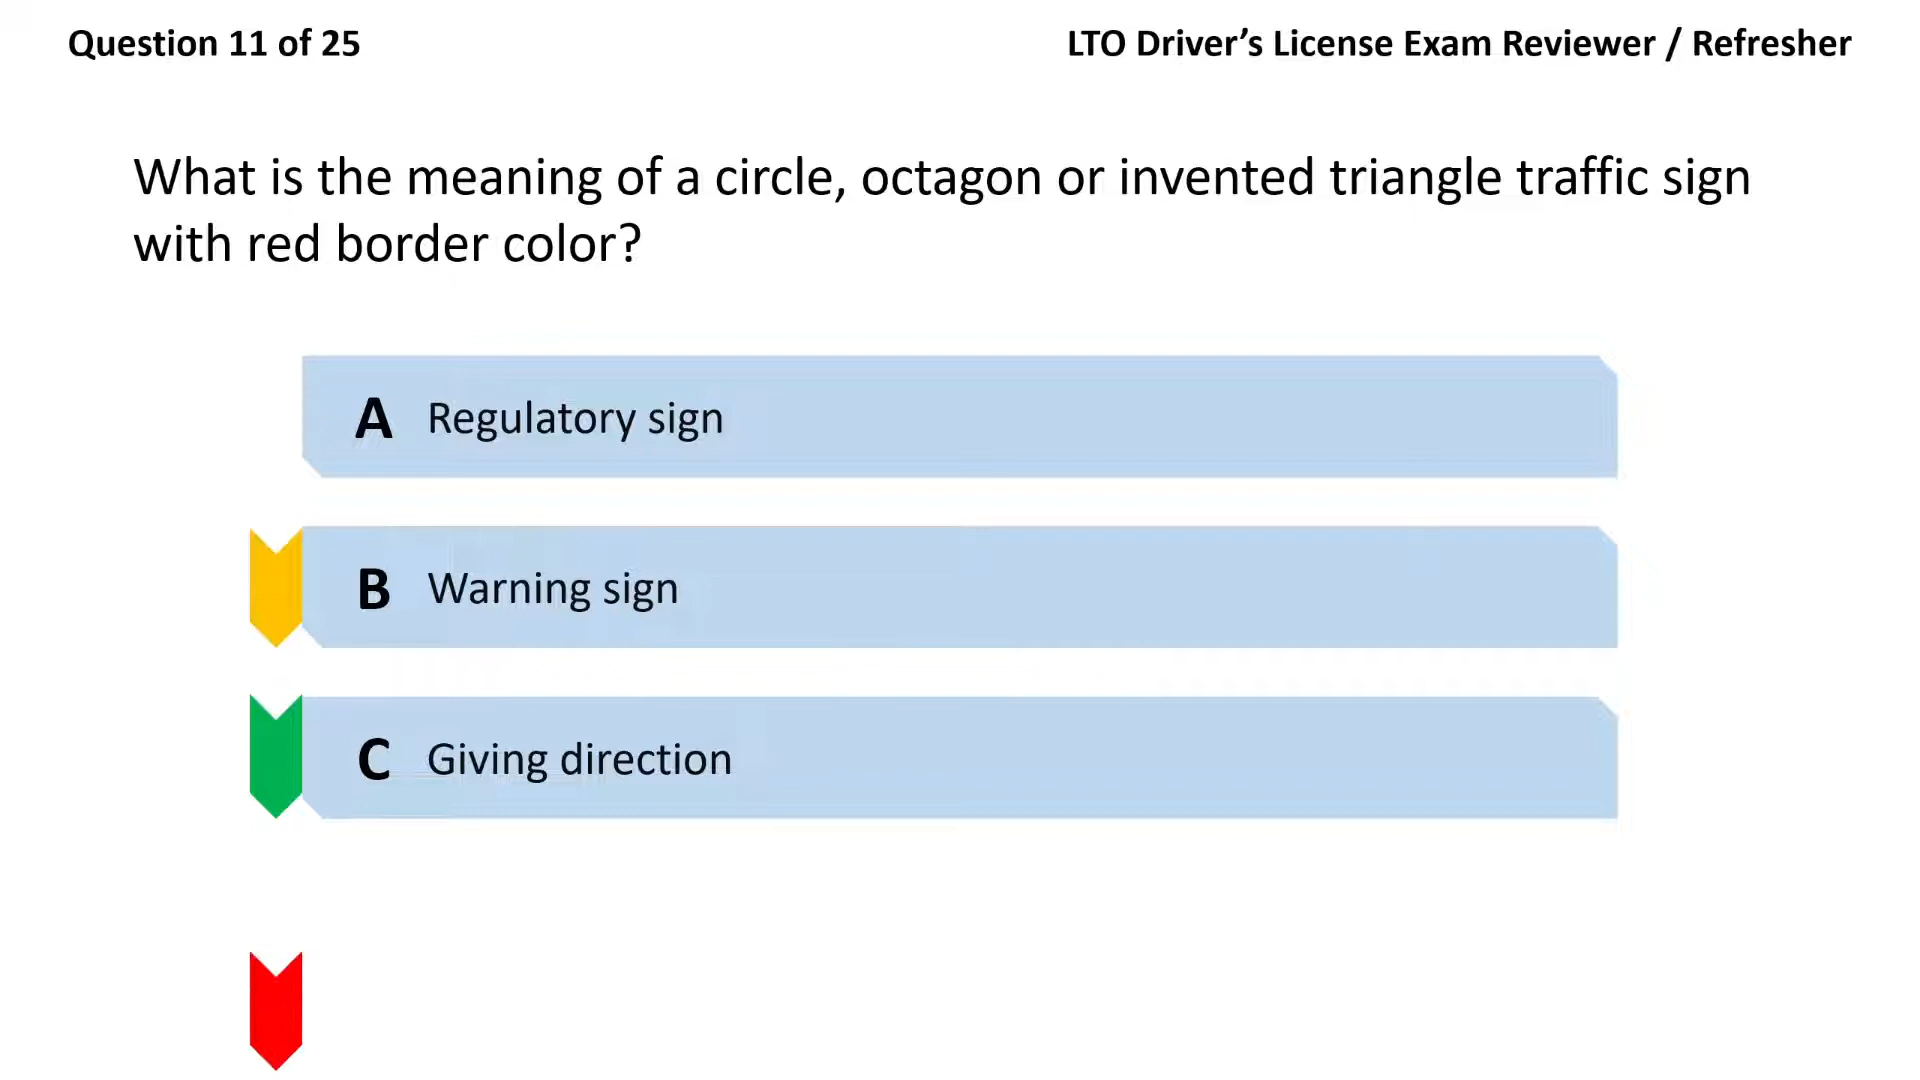 Question 11 of 25
LTO Driver’s License Exam Reviewer / Refresher
What is the meaning of a circle, octagon or invented triangle traffic sign
with red border color?
A Regulatory sign
B Warning sign
C Giving direction